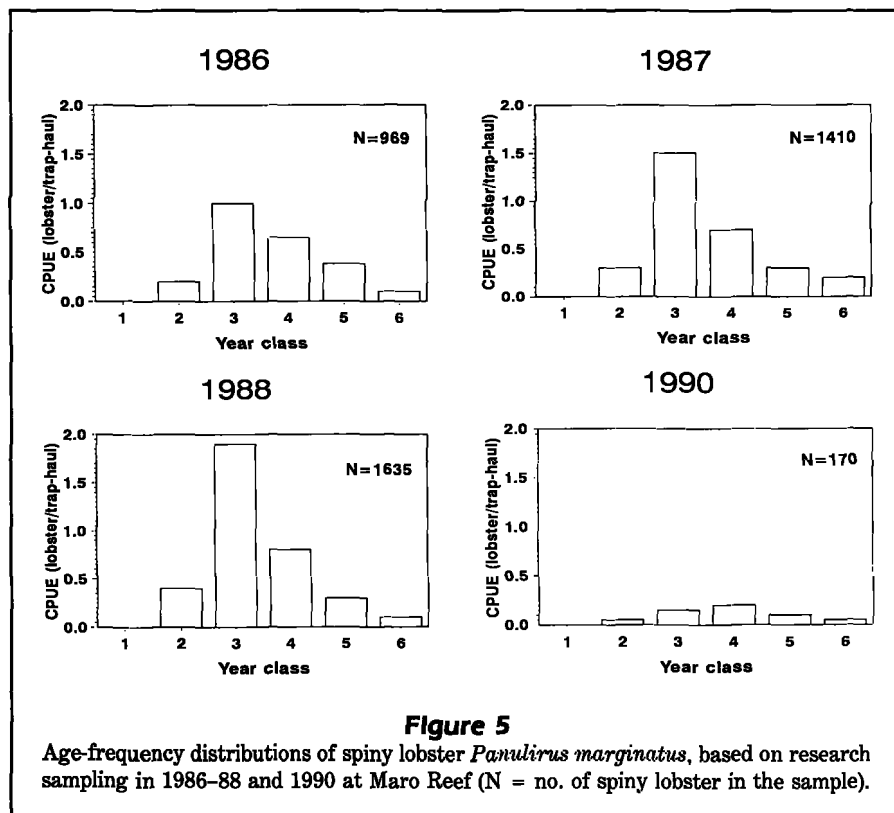 1986
2.0
N=969
1.5
1.0
0.5
0.0
CPUE (lobster/trap-haul)
1 2 3 4 5 6
Year class
1987
2.0
N=1410
1.5
1.0
0.5
0.0
CPUE (lobster/trap-haul)
1 2 3 4 5 6
Year class
1988
2.0
N=1635
1.5
1.0
0.5
0.0
CPUE (lobster/trap-haul)
1 2 3 4 5 6
Year class
1990
2.0
N=170
1.5
1.0
0.5
0.0
CPUE (lobster/trap-haul)
1 2 3 4 5 6
Year class
Figure 5
Age-frequency distributions of spiny lobster Panulirus marginatus, based on research
sampling in 1986–88 and 1990 at Maro Reef (N = no. of spiny lobster in the sample).